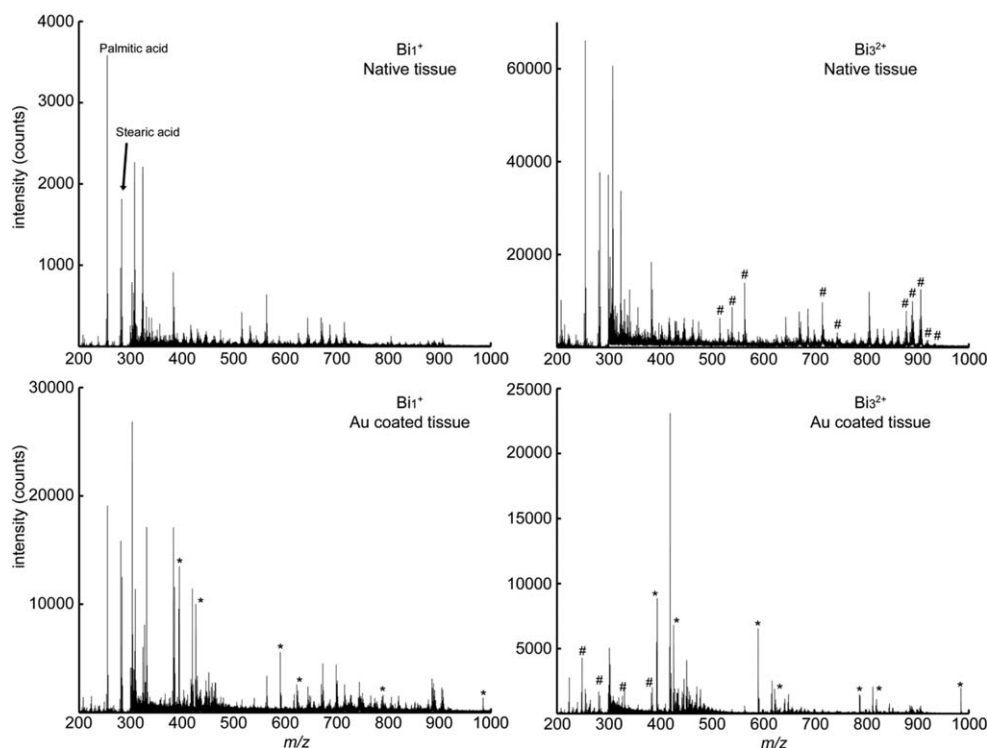 4000
3000
2000
1000
intensity (counts)
Palmitic acid
Stearic acid
Bi₁⁺
Native tissue
200 300 400 500 600 700 800 900 1000
60000
40000
20000
Bi₃²⁺
Native tissue
# # # # # # # # # #
200 300 400 500 600 700 800 900 1000
30000
20000
10000
intensity (counts)
Bi₁⁺
Au coated tissue
* * * * * *
200 300 400 500 600 700 800 900 1000
m/z
25000
20000
15000
10000
5000
Bi₃²⁺
Au coated tissue
# # # # * * * * * * *
200 300 400 500 600 700 800 900 1000
m/z